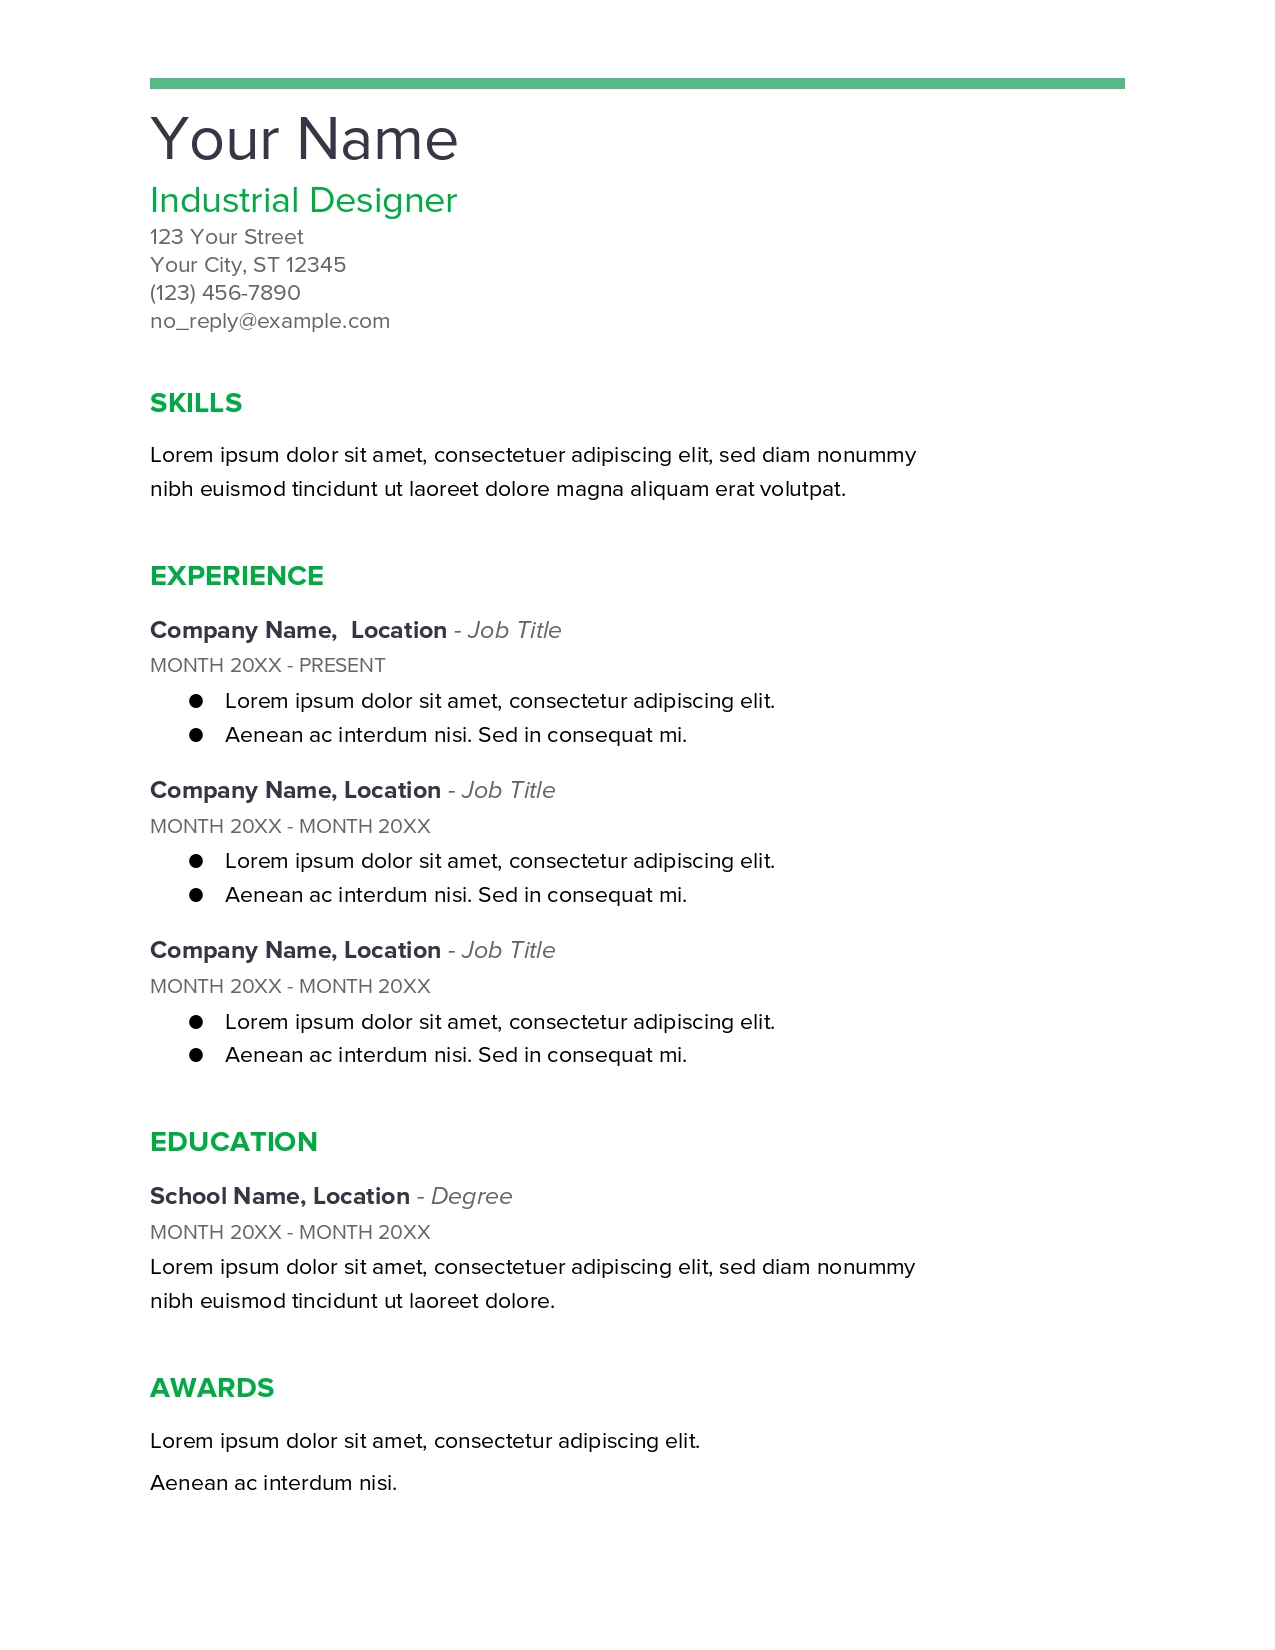 Your Name
Industrial Designer
123 Your Street
Your City, ST 12345
(123) 456-7890
no_reply@example.com
SKILLS
Lorem ipsum dolor sit amet, consectetuer adipiscing elit, sed diam nonummy
nibh euismod tincidunt ut laoreet dolore magna aliquam erat volutpat.
EXPERIENCE
Company Name,  Location - Job Title
MONTH 20XX - PRESENT
● Lorem ipsum dolor sit amet, consectetur adipiscing elit.
● Aenean ac interdum nisi. Sed in consequat mi.
Company Name, Location - Job Title
MONTH 20XX - MONTH 20XX
● Lorem ipsum dolor sit amet, consectetur adipiscing elit.
● Aenean ac interdum nisi. Sed in consequat mi.
Company Name, Location - Job Title
MONTH 20XX - MONTH 20XX
● Lorem ipsum dolor sit amet, consectetur adipiscing elit.
● Aenean ac interdum nisi. Sed in consequat mi.
EDUCATION
School Name, Location - Degree
MONTH 20XX - MONTH 20XX
Lorem ipsum dolor sit amet, consectetuer adipiscing elit, sed diam nonummy
nibh euismod tincidunt ut laoreet dolore.
AWARDS
Lorem ipsum dolor sit amet, consectetur adipiscing elit.
Aenean ac interdum nisi.